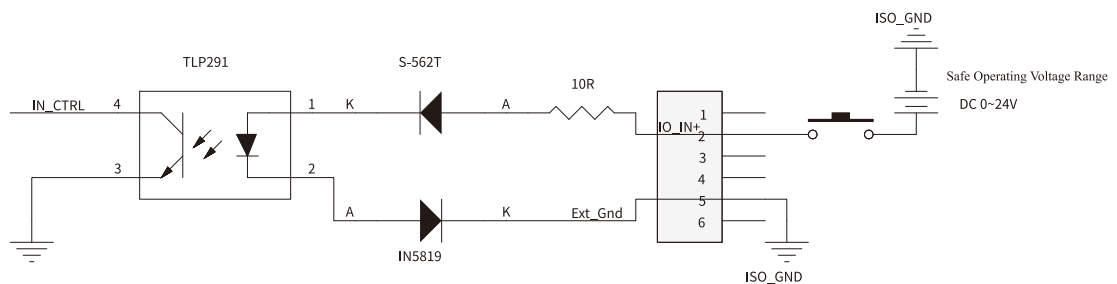 ISO_GND
TLP291
S-562T
Safe Operating Voltage Range
10R
DC 0~24V
IN_CTRL
4
1
K
A
1
IO_IN+
2
3
3
2
4
A
K
Ext_Gnd
5
6
IN5819
ISO_GND